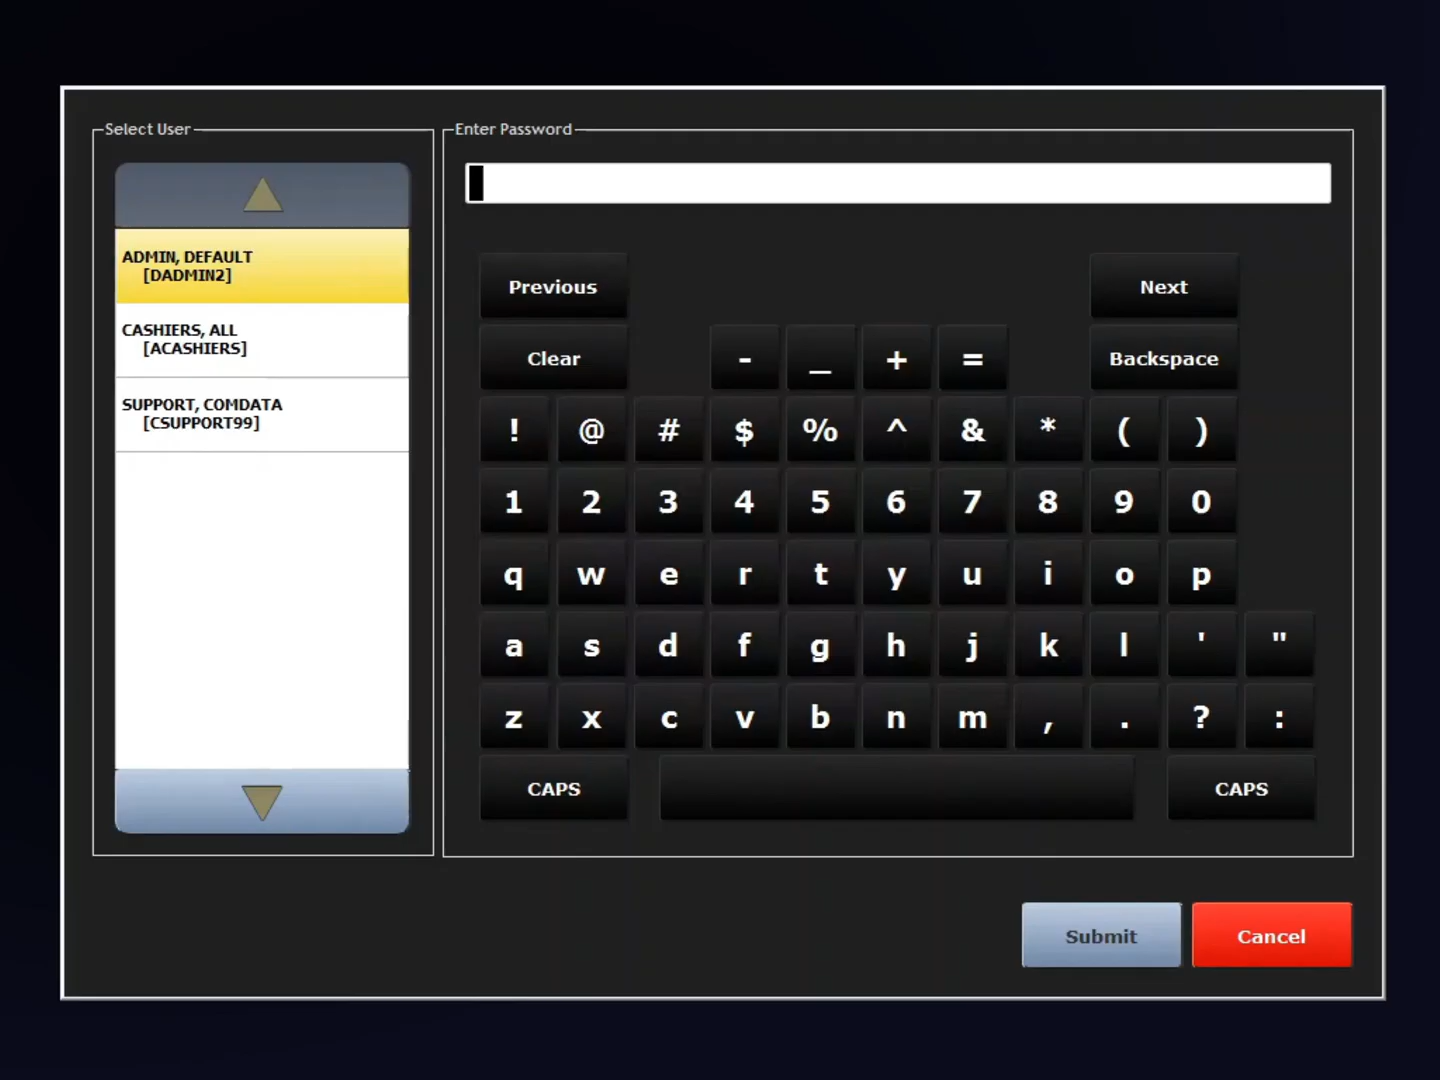 Select User
ADMIN, DEFAULT
[DADMIN2]
CASHIERS, ALL
[ACASHIERS]
SUPPORT, COMDATA
[CSUPPORT99]
Enter Password
Previous Next
Clear - _ + = Backspace
! @ # $ % ^ & * ( )
1 2 3 4 5 6 7 8 9 0
q w e r t y u i o p
a s d f g h j k l ' "
z x c v b n m , . ? :
CAPS CAPS
Submit Cancel